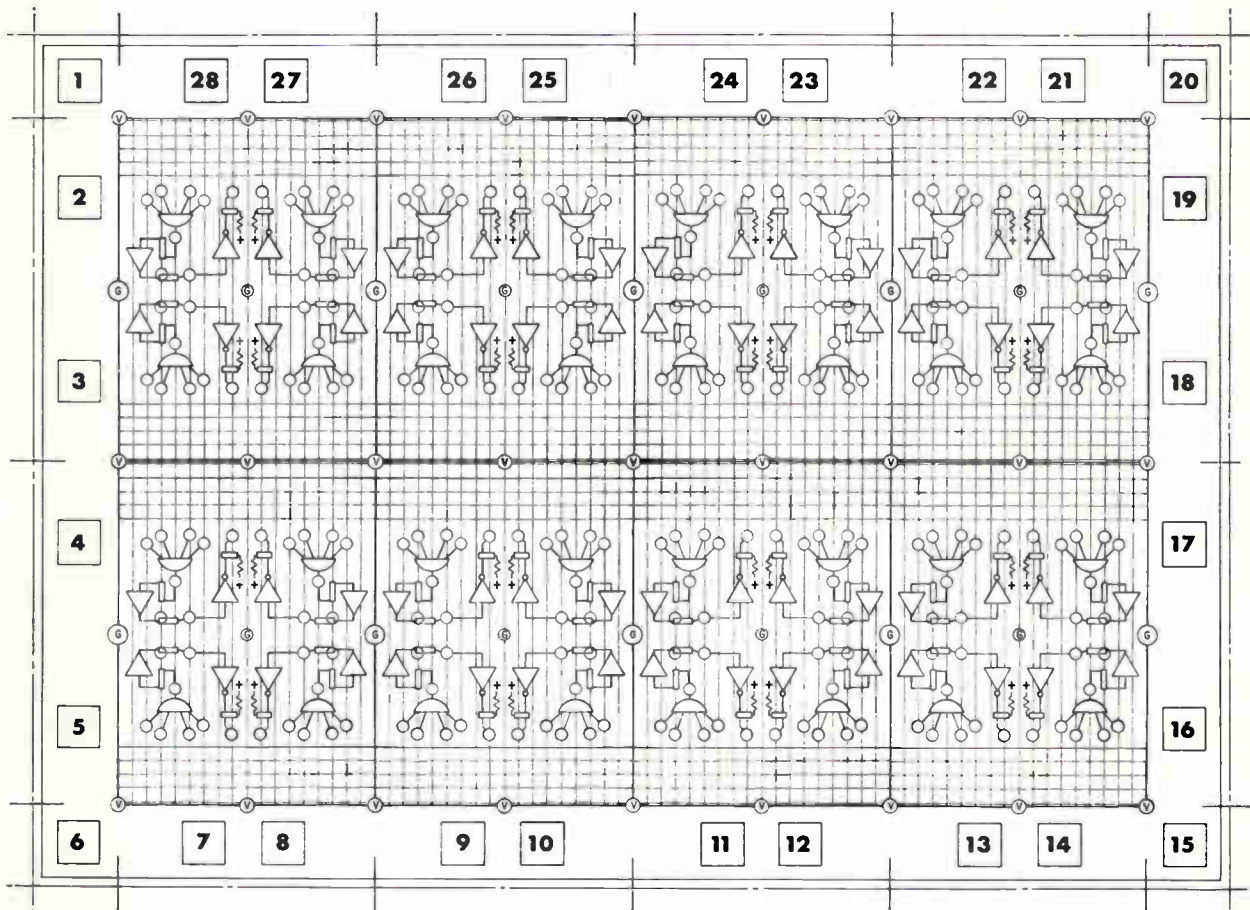 1 28 27 26 25 24 23 22 21 20
V V V V V V V V V
2 19
+ + + + + + + +
G G G G G G G G G
+ + + + + + + +
3 18
V V V V V V V V V
4 17
+ + + + + + + +
G G G G G G G G G
+ + + + + + + +
5 16
V V V V V V V V V
6 7 8 9 10 11 12 13 14 15